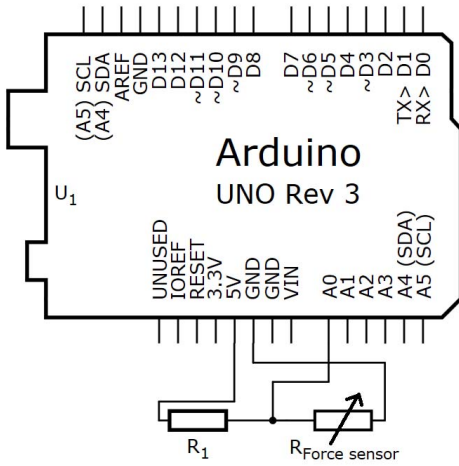 (A5) SCL
(A4) SDA
AREF
GND
D13
D12
~D11
~D10
~D9
D8
D7
~D6
~D5
D4
~D3
D2
TX> D1
RX> D0
Arduino
UNO Rev 3
U1
UNUSED
IOREF
RESET
3.3V
5V
GND
GND
VIN
A0
A1
A2
A3
A4 (SDA)
A5 (SCL)
R1
RForce sensor